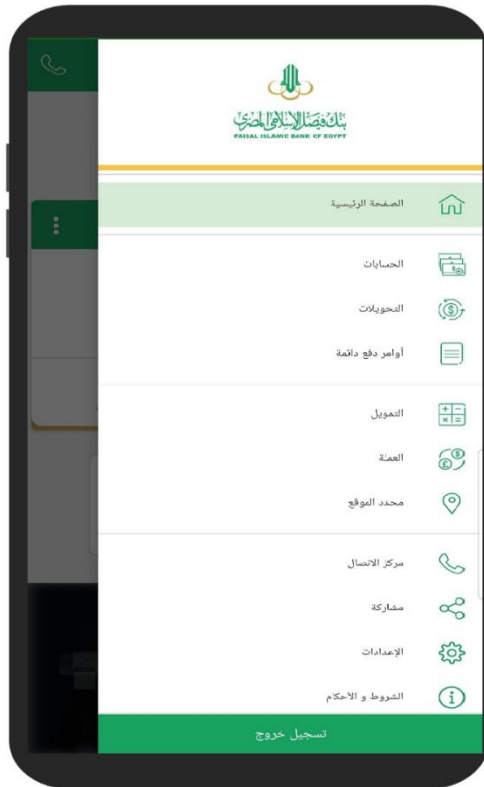 بنك فيصل الإسلامي المصري
FAISAL ISLAMIC BANK OF EGYPT
الصفحة الرئيسية
الحسابات
التحويلات
أوامر دفع دائمة
التمويل
العملة
محدد الموقع
مركز الاتصال
مشاركة
الإعدادات
الشروط و الأحكام
تسجيل خروج